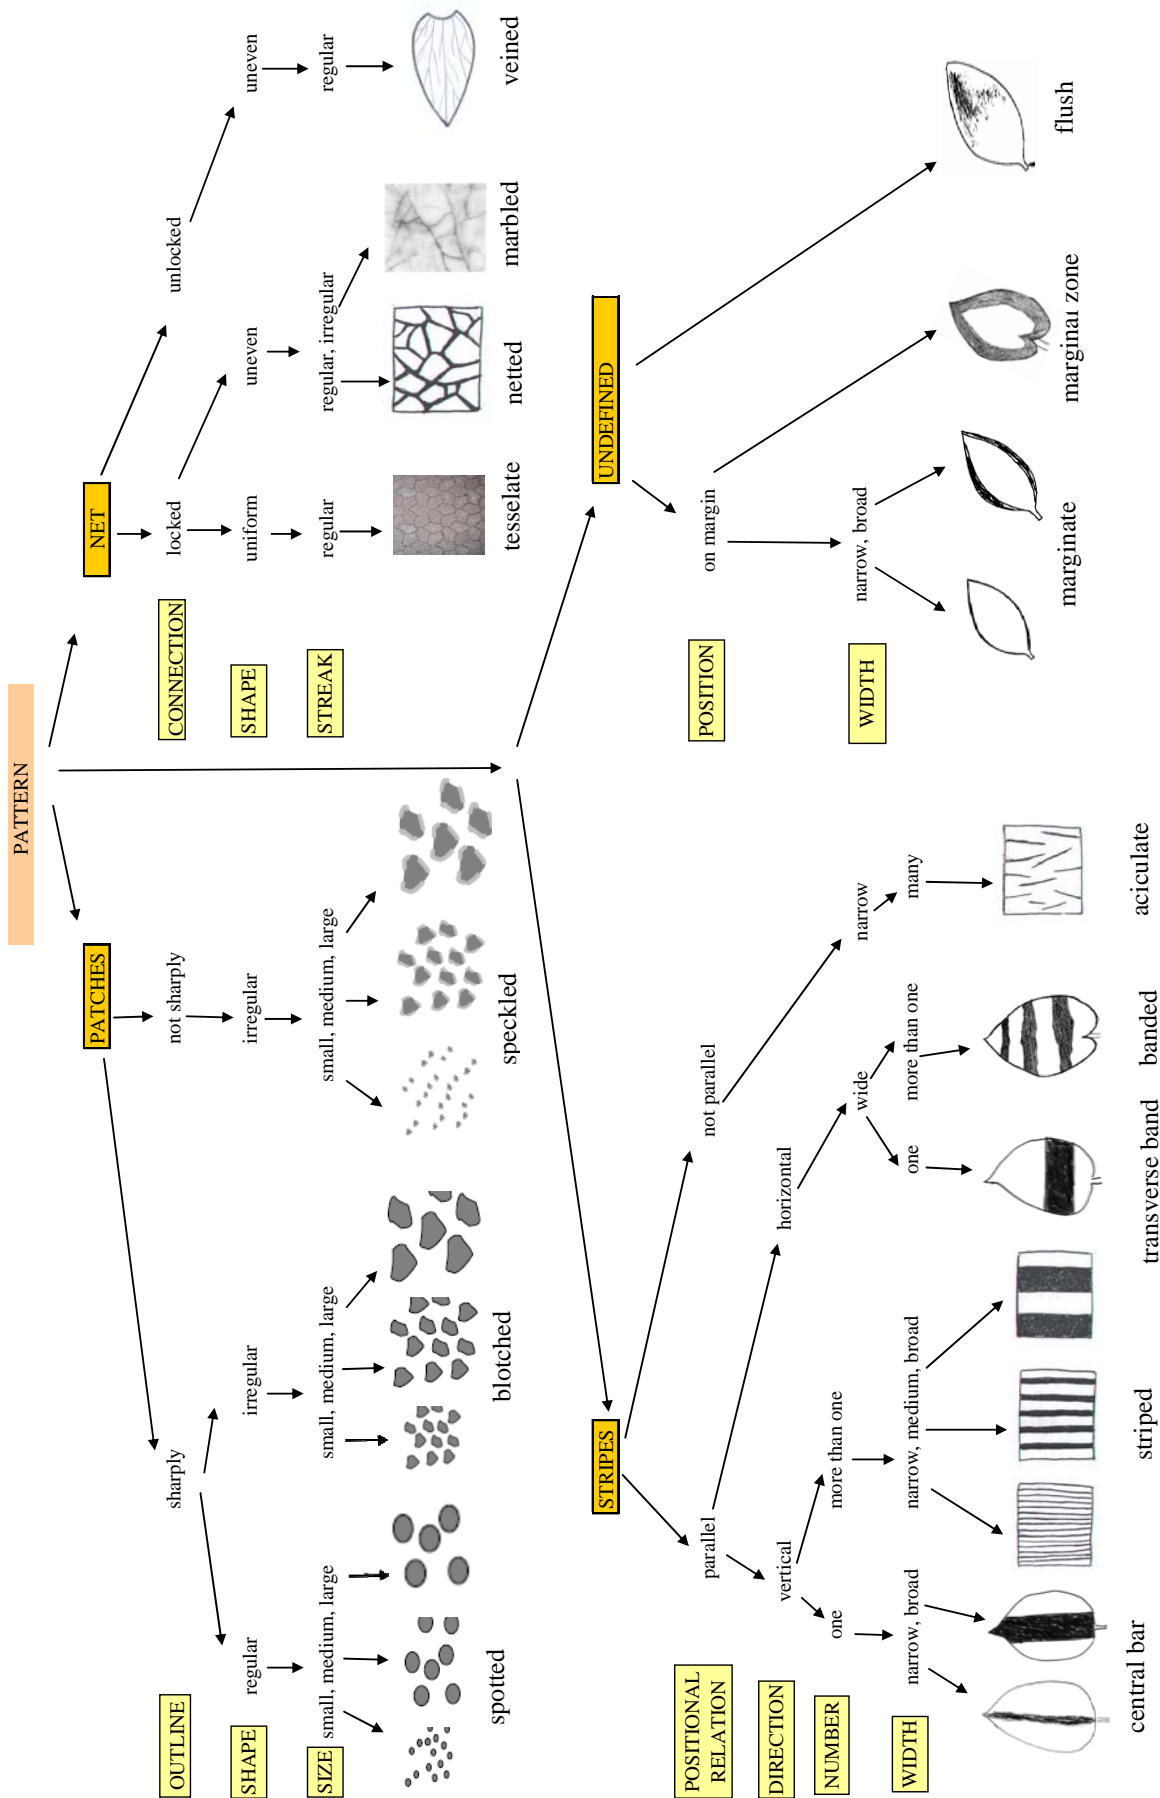 PATTERN
PATCHES
NET
OUTLINE
sharply
not sharply
CONNECTION
locked
unlocked
SHAPE
regular
irregular
irregular
SHAPE
uniform
uneven
uneven
SIZE
small, medium, large
small, medium, large
small, medium, large
STREAK
regular
regular, irregular
regular
spotted
blotched
speckled
tesselate
netted
marbled
veined
STRIPES
UNDEFINED
POSITIONAL
RELATION
parallel
not parallel
POSITION
on margin
DIRECTION
vertical
horizontal
NUMBER
one
more than one
wide
narrow
WIDTH
narrow, broad
WIDTH
narrow, broad
narrow, medium, broad
one
more than one
many
marginate
marginal zone
flush
central bar
striped
transverse band
banded
aciculate